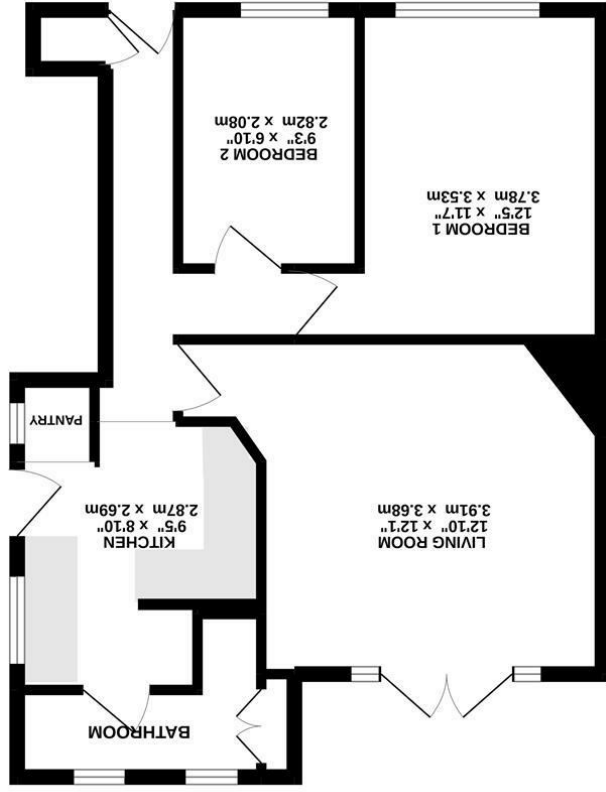 BATHROOM
LIVING ROOM
12'10" x 12'1"
3.91m x 3.68m
KITCHEN
9'5" x 8'10"
2.87m x 2.69m
PANTRY
BEDROOM 1
12'5" x 11'7"
3.78m x 3.53m
BEDROOM 2
9'3" x 6'10"
2.82m x 2.08m